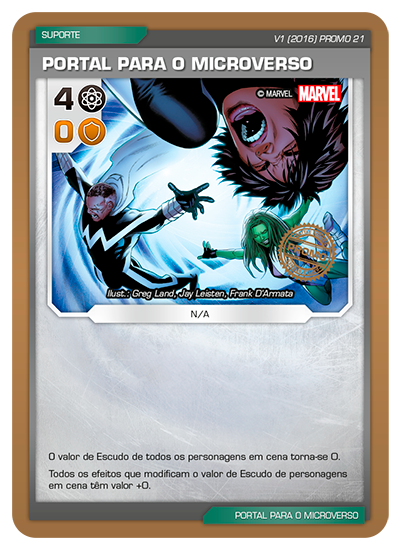 SUPORTE
V1 (2016) PROMO 21
PORTAL PARA O MICROVERSO
4
0
© MARVEL MARVEL
PROMO
Ilust.: Greg Land, Jay Leisten, Frank D'Armata
N/A
O valor de Escudo de todos os personagens em cena torna-se 0.
Todos os efeitos que modificam o valor de Escudo de personagens
em cena têm valor +0.
PORTAL PARA O MICROVERSO